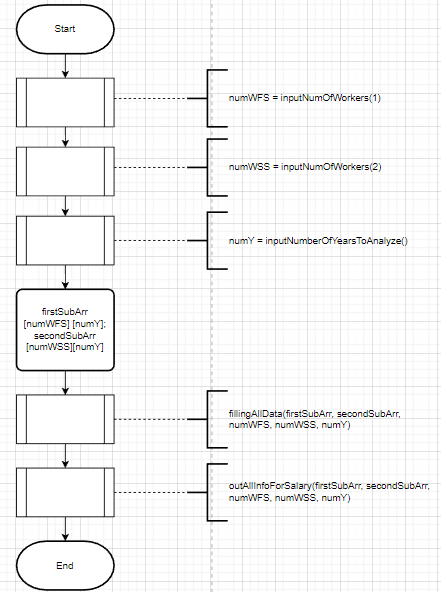 Start
numWFS = inputNumOfWorkers(1)
numWSS = inputNumOfWorkers(2)
numY = inputNumberOfYearsToAnalyze()
firstSubArr
[numWFS] [numY];
secondSubArr
[numWSS][numY]
fillingAllData(firstSubArr, secondSubArr,
numWFS, numWSS, numY)
outAllInfoForSalary(firstSubArr, secondSubArr,
numWFS, numWSS, numY)
End